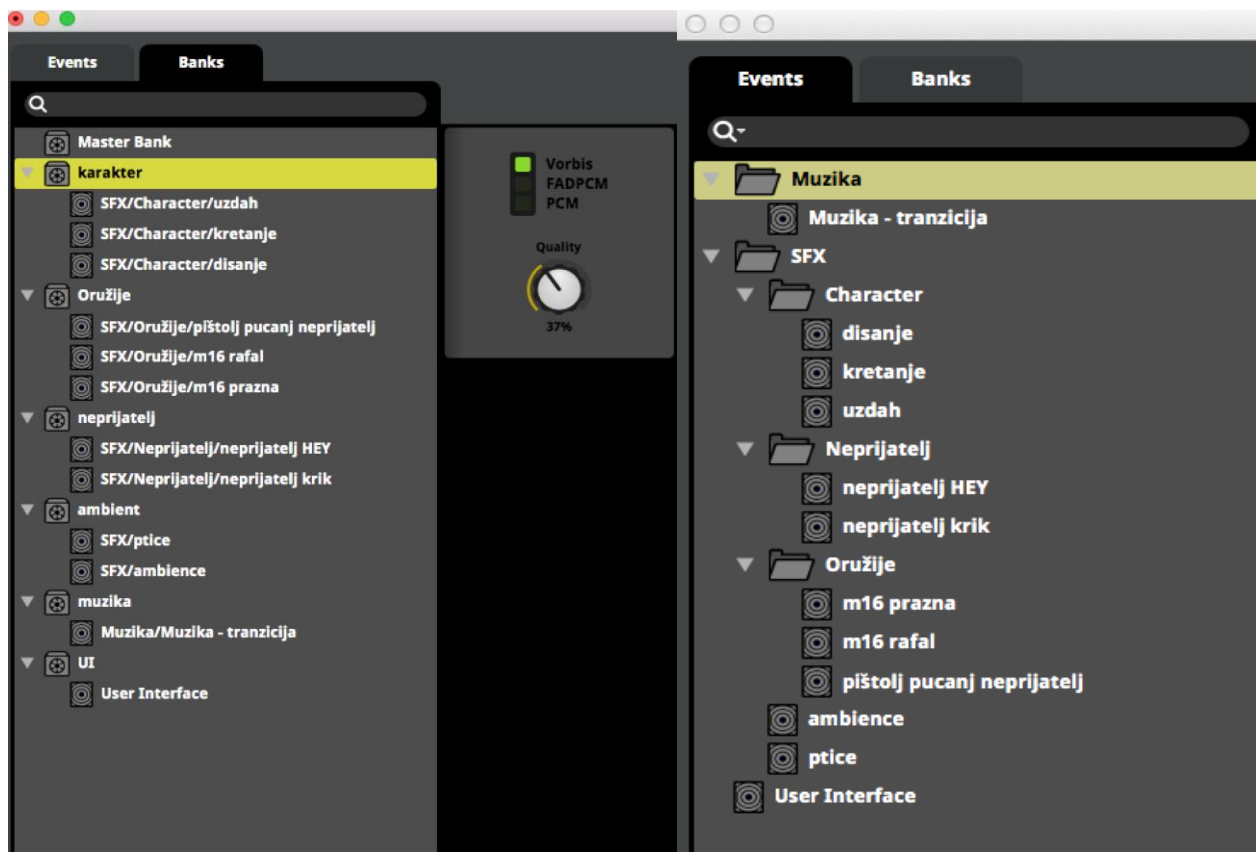 Events
Banks
Master Bank
karakter
SFX/Character/uzdah
SFX/Character/kretanje
SFX/Character/disanje
Oružije
SFX/Oružije/pištolj pucanj neprijatelj
SFX/Oružije/m16 rafal
SFX/Oružije/m16 prazna
neprijatelj
SFX/Neprijatelj/neprijatelj HEY
SFX/Neprijatelj/neprijatelj krik
ambient
SFX/ptice
SFX/ambience
muzika
Muzika/Muzika - tranzicija
UI
User Interface
Vorbis
FADPCM
PCM
Quality
37%
Events
Banks
Muzika
Muzika - tranzicija
SFX
Character
disanje
kretanje
uzdah
Neprijatelj
neprijatelj HEY
neprijatelj krik
Oružije
m16 prazna
m16 rafal
pištolj pucanj neprijatelj
ambience
ptice
User Interface